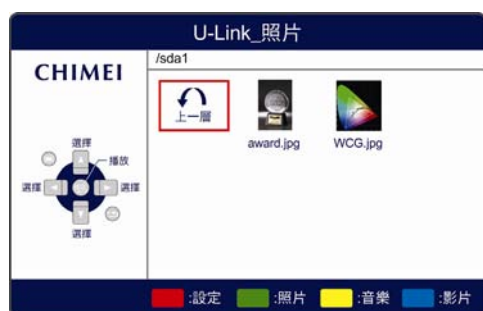 U-Link_照片
CHIMEI
/sda1
上一層
award.jpg
WCG.jpg
選擇
播放
選擇
選擇
選擇
:設定
:照片
:音樂
:影片